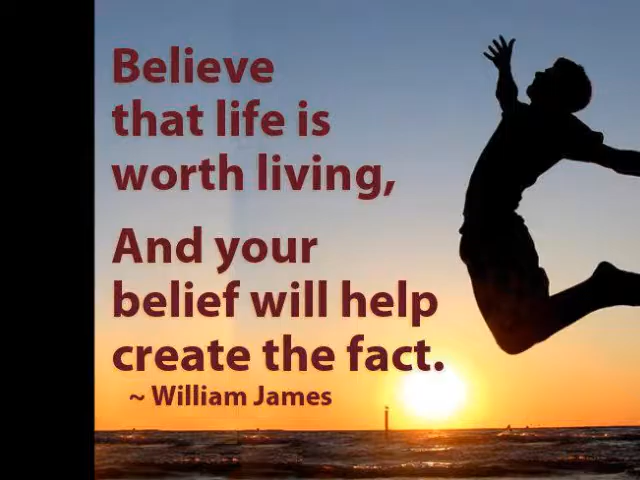 Believe
that life is
worth living,
And your
belief will help
create the fact.
~ William James